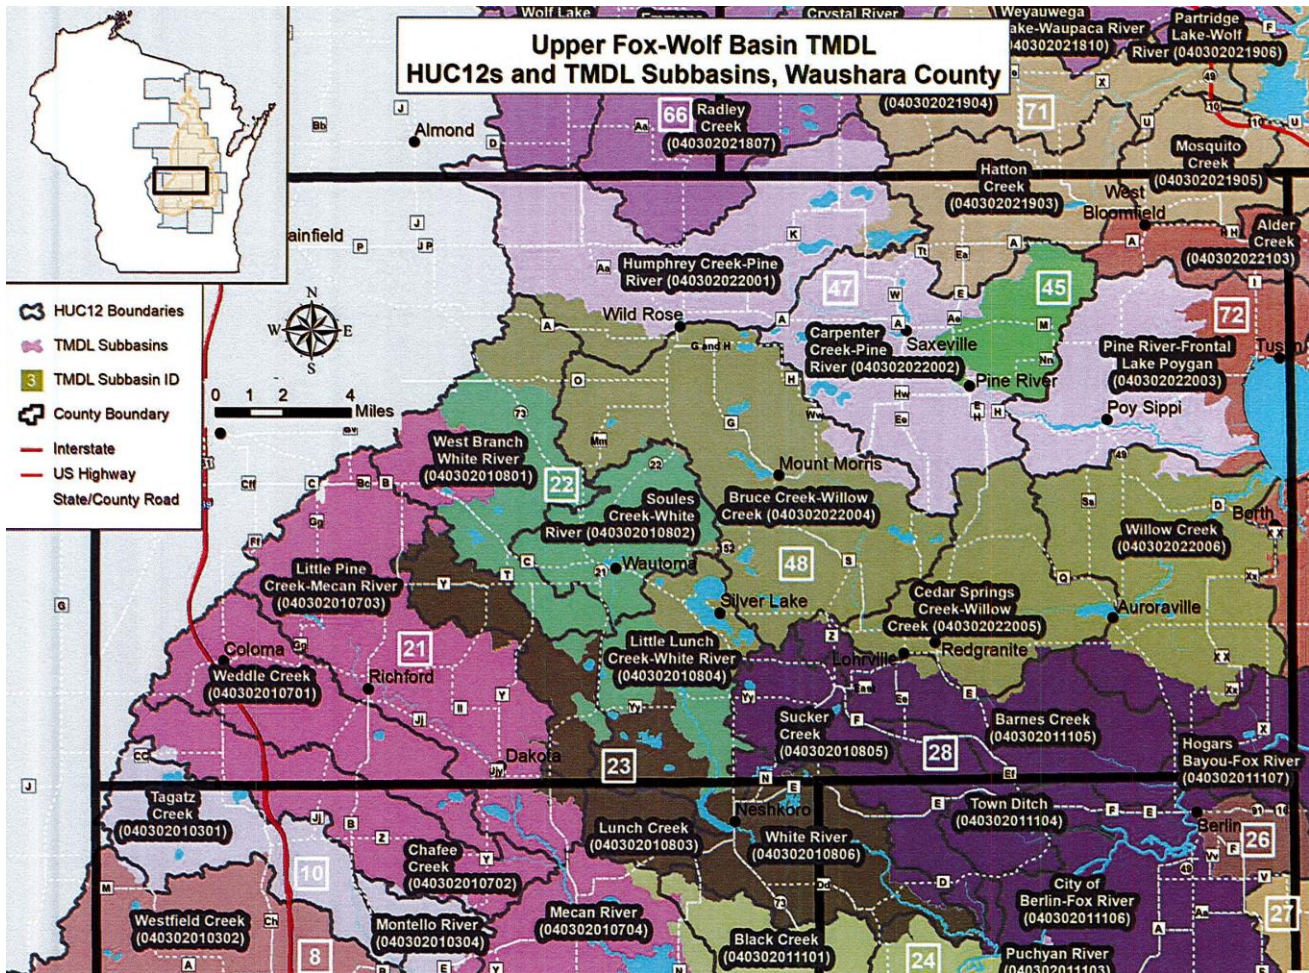 Upper Fox-Wolf Basin TMDL
HUC12s and TMDL Subbasins, Waushara County
Wolf Lake
Crystal River
Weyauwega
Lake-Waupaca River
Partridge
Lake-Wolf
River (040302021906)
66
Radley
Creek
(040302021807)
71
Almond
Mosquito
Creek
(040302021905)
Hatton
Creek
(040302021903)
West
Bloomfield
Alder
Creek
(040302022103)
ainfield
Humphrey Creek-Pine
River (040302022001)
47
45
72
HUC12 Boundaries
TMDL Subbasins
3 TMDL Subbasin ID
County Boundary
Interstate
US Highway
State/County Road
N
W
E
S
0 1 2 4
Miles
Wild Rose
G and H
Carpenter
Creek-Pine
River (040302022002)
Saxeville
Pine River-Frontal
Lake Poygan
(040302022003)
Pine River
Poy Sippi
West Branch
White River
(040302010801)
22
Mount Morris
Soules
Creek-White
River (040302010802)
Bruce Creek-Willow
Creek (040302022004)
Willow Creek
(040302022006)
Borth
Wautoma
48
Little Pine
Creek-Mecan River
(040302010703)
Silver Lake
Cedar Springs
Creek-Willow
Creek (040302022005)
Auroraville
Coloma
21
Little Lunch
Creek-White River
(040302010804)
Lohrville
Redgranite
Weddle Creek
(040302010701)
Richford
Sucker
Creek
(040302010805)
Barnes Creek
(040302011105)
Dakota
23
28
Hogars
Bayou-Fox River
(040302011107)
Tagatz
Creek
(040302010301)
Neshkoro
Town Ditch
(040302011104)
Berlin
26
Lunch Creek
(040302010803)
White River
(040302010806)
Chafee
Creek
(040302010702)
10
City of
Berlin-Fox River
(040302011106)
Westfield Creek
(040302010302)
Montello River
(040302010304)
Mecan River
(040302010704)
27
8
Black Creek
(040302011101)
24
Puchyan River